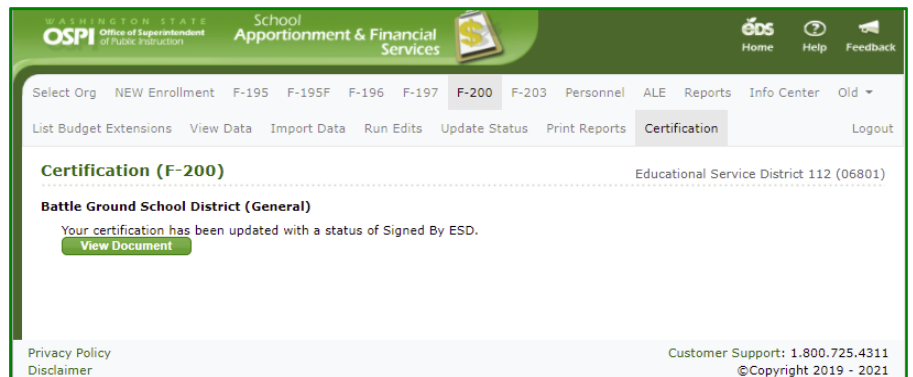 WASHINGTON STATE
OSPI Office of Superintendent
of Public Instruction
School
Apportionment & Financial
Services
EDS
Home Help Feedback
Select Org NEW Enrollment F-195 F-195F F-196 F-197 F-200 F-203 Personnel ALE Reports Info Center Old
List Budget Extensions View Data Import Data Run Edits Update Status Print Reports Certification Logout
Certification (F-200) Educational Service District 112 (06801)
Battle Ground School District (General)
Your certification has been updated with a status of Signed By ESD.
View Document
Privacy Policy Customer Support: 1.800.725.4311
Disclaimer ©Copyright 2019 - 2021